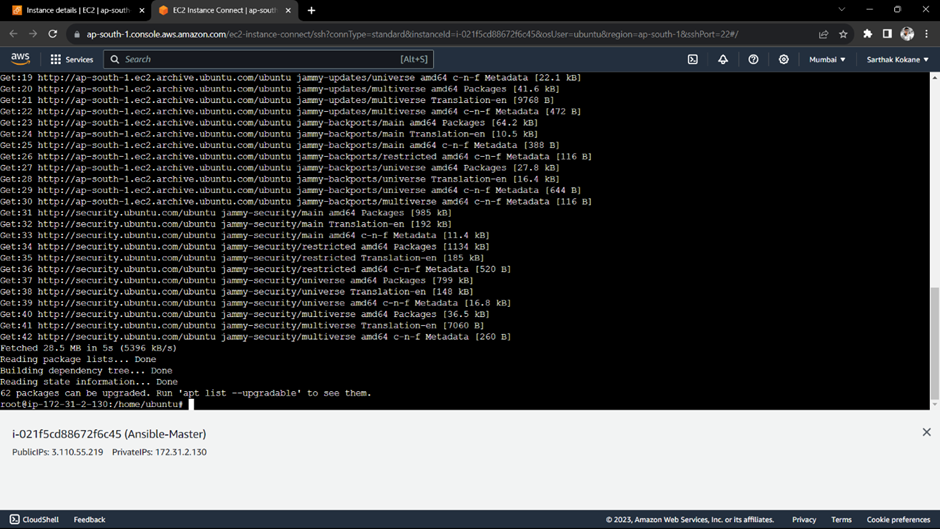 Instance details | EC2 | ap-south
EC2 Instance Connect | ap-south
ap-south-1.console.aws.amazon.com/ec2-instance-connect/ssh?connType=standard&instanceId=i-021f5cd88672f6c45&osUser=ubuntu&region=ap-south-1&sshPort=22#/
aws Services Search [Alt+S] Mumbai Sarthak Kokane
Get:19 http://ap-south-1.ec2.archive.ubuntu.com/ubuntu jammy-updates/universe amd64 c-n-f Metadata [22.1 kB]
Get:20 http://ap-south-1.ec2.archive.ubuntu.com/ubuntu jammy-updates/multiverse amd64 Packages [41.6 kB]
Get:21 http://ap-south-1.ec2.archive.ubuntu.com/ubuntu jammy-updates/multiverse Translation-en [9768 B]
Get:22 http://ap-south-1.ec2.archive.ubuntu.com/ubuntu jammy-updates/multiverse amd64 c-n-f Metadata [472 B]
Get:23 http://ap-south-1.ec2.archive.ubuntu.com/ubuntu jammy-backports/main amd64 Packages [64.2 kB]
Get:24 http://ap-south-1.ec2.archive.ubuntu.com/ubuntu jammy-backports/main Translation-en [10.5 kB]
Get:25 http://ap-south-1.ec2.archive.ubuntu.com/ubuntu jammy-backports/main amd64 c-n-f Metadata [388 B]
Get:26 http://ap-south-1.ec2.archive.ubuntu.com/ubuntu jammy-backports/restricted amd64 c-n-f Metadata [116 B]
Get:27 http://ap-south-1.ec2.archive.ubuntu.com/ubuntu jammy-backports/universe amd64 Packages [27.8 kB]
Get:28 http://ap-south-1.ec2.archive.ubuntu.com/ubuntu jammy-backports/universe Translation-en [16.4 kB]
Get:29 http://ap-south-1.ec2.archive.ubuntu.com/ubuntu jammy-backports/universe amd64 c-n-f Metadata [644 B]
Get:30 http://ap-south-1.ec2.archive.ubuntu.com/ubuntu jammy-backports/multiverse amd64 c-n-f Metadata [116 B]
Get:31 http://security.ubuntu.com/ubuntu jammy-security/main amd64 Packages [985 kB]
Get:32 http://security.ubuntu.com/ubuntu jammy-security/main Translation-en [192 kB]
Get:33 http://security.ubuntu.com/ubuntu jammy-security/main amd64 c-n-f Metadata [11.4 kB]
Get:34 http://security.ubuntu.com/ubuntu jammy-security/restricted amd64 Packages [1134 kB]
Get:35 http://security.ubuntu.com/ubuntu jammy-security/restricted Translation-en [185 kB]
Get:36 http://security.ubuntu.com/ubuntu jammy-security/restricted amd64 c-n-f Metadata [520 B]
Get:37 http://security.ubuntu.com/ubuntu jammy-security/universe amd64 Packages [799 kB]
Get:38 http://security.ubuntu.com/ubuntu jammy-security/universe Translation-en [148 kB]
Get:39 http://security.ubuntu.com/ubuntu jammy-security/universe amd64 c-n-f Metadata [16.8 kB]
Get:40 http://security.ubuntu.com/ubuntu jammy-security/multiverse amd64 Packages [36.5 kB]
Get:41 http://security.ubuntu.com/ubuntu jammy-security/multiverse Translation-en [7060 B]
Get:42 http://security.ubuntu.com/ubuntu jammy-security/multiverse amd64 c-n-f Metadata [260 B]
Fetched 28.5 MB in 5s (5396 kB/s)
Reading package lists... Done
Building dependency tree... Done
Reading state information... Done
62 packages can be upgraded. Run 'apt list --upgradable' to see them.
root@ip-172-31-2-130:/home/ubuntu#
i-021f5cd88672f6c45 (Ansible-Master)
PublicIPs: 3.110.55.219 PrivateIPs: 172.31.2.130
CloudShell Feedback © 2023, Amazon Web Services, Inc. or its affiliates. Privacy Terms Cookie preferences